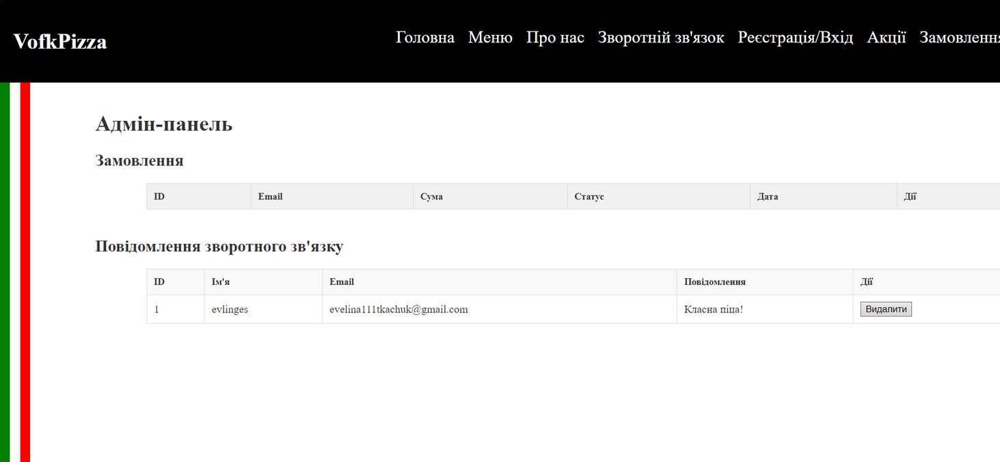 VofkPizza
Головна Меню Про нас Зворотній зв'язок Реєстрація/Вхід Акції Замовлення
Адмін-панель
Замовлення
ID Email Сума Статус Дата Дії
Повідомлення зворотного зв'язку
ID Ім'я Email Повідомлення Дії
1 evlinges evelina111tkachuk@gmail.com Класна піца! Видалити